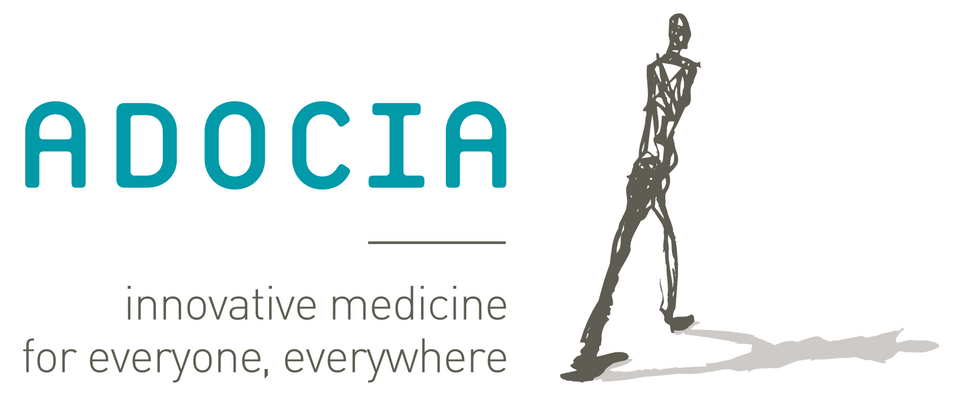 ADOCIA
innovative medicine
for everyone, everywhere